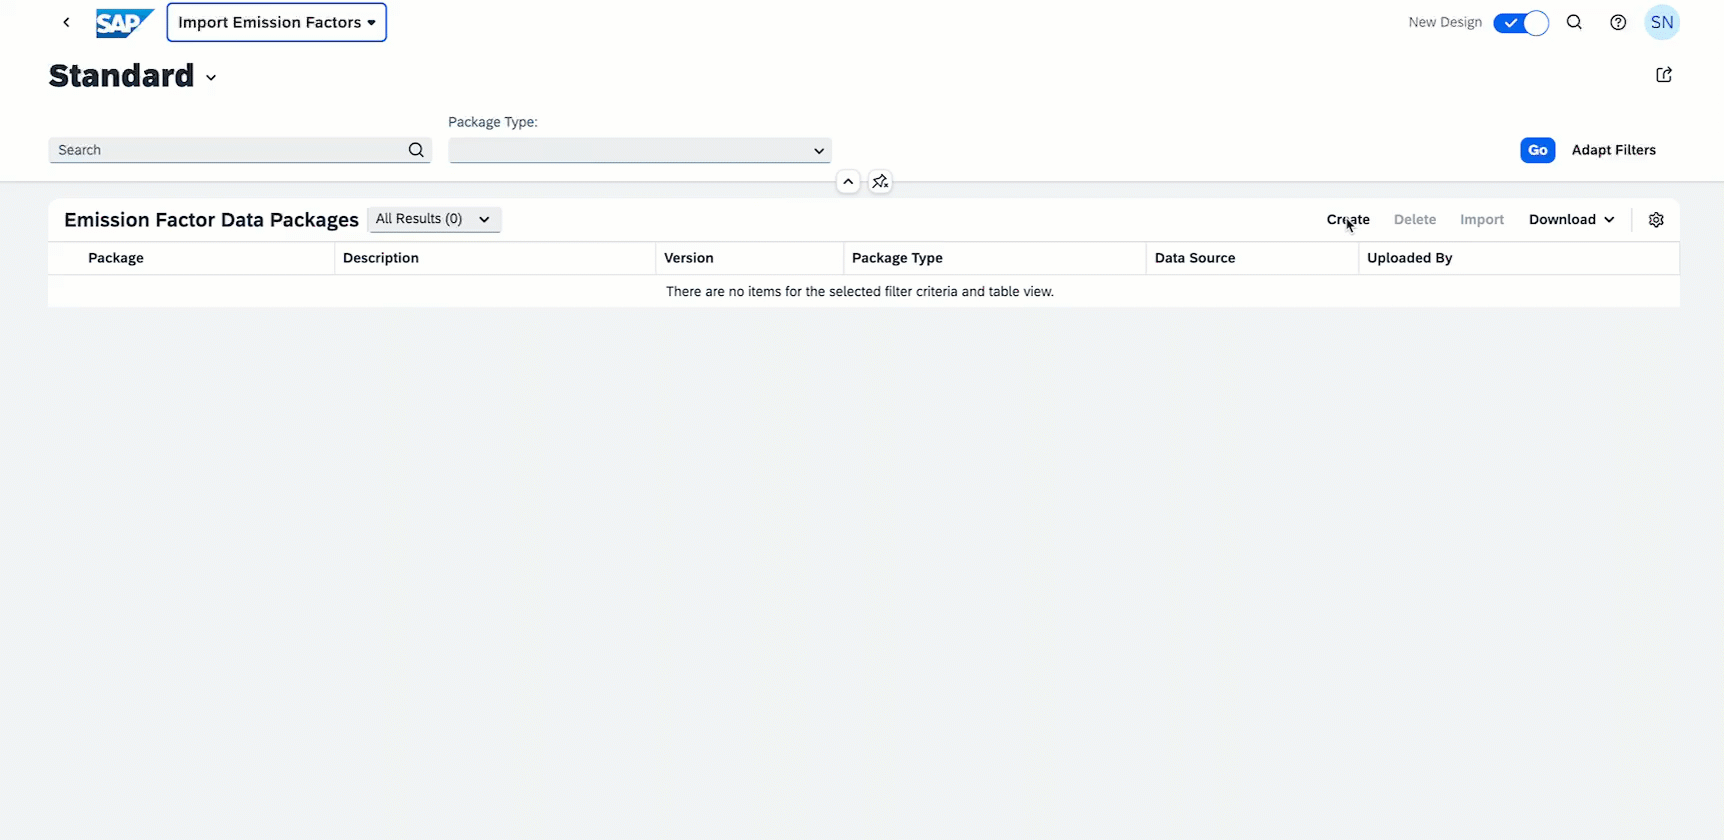 SAP Import Emission Factors
New Design
SN
Standard
Package Type:
Search
Go
Adapt Filters
Emission Factor Data Packages
All Results (0)
Create Delete Import Download
Package Description Version Package Type Data Source Uploaded By
There are no items for the selected filter criteria and table view.